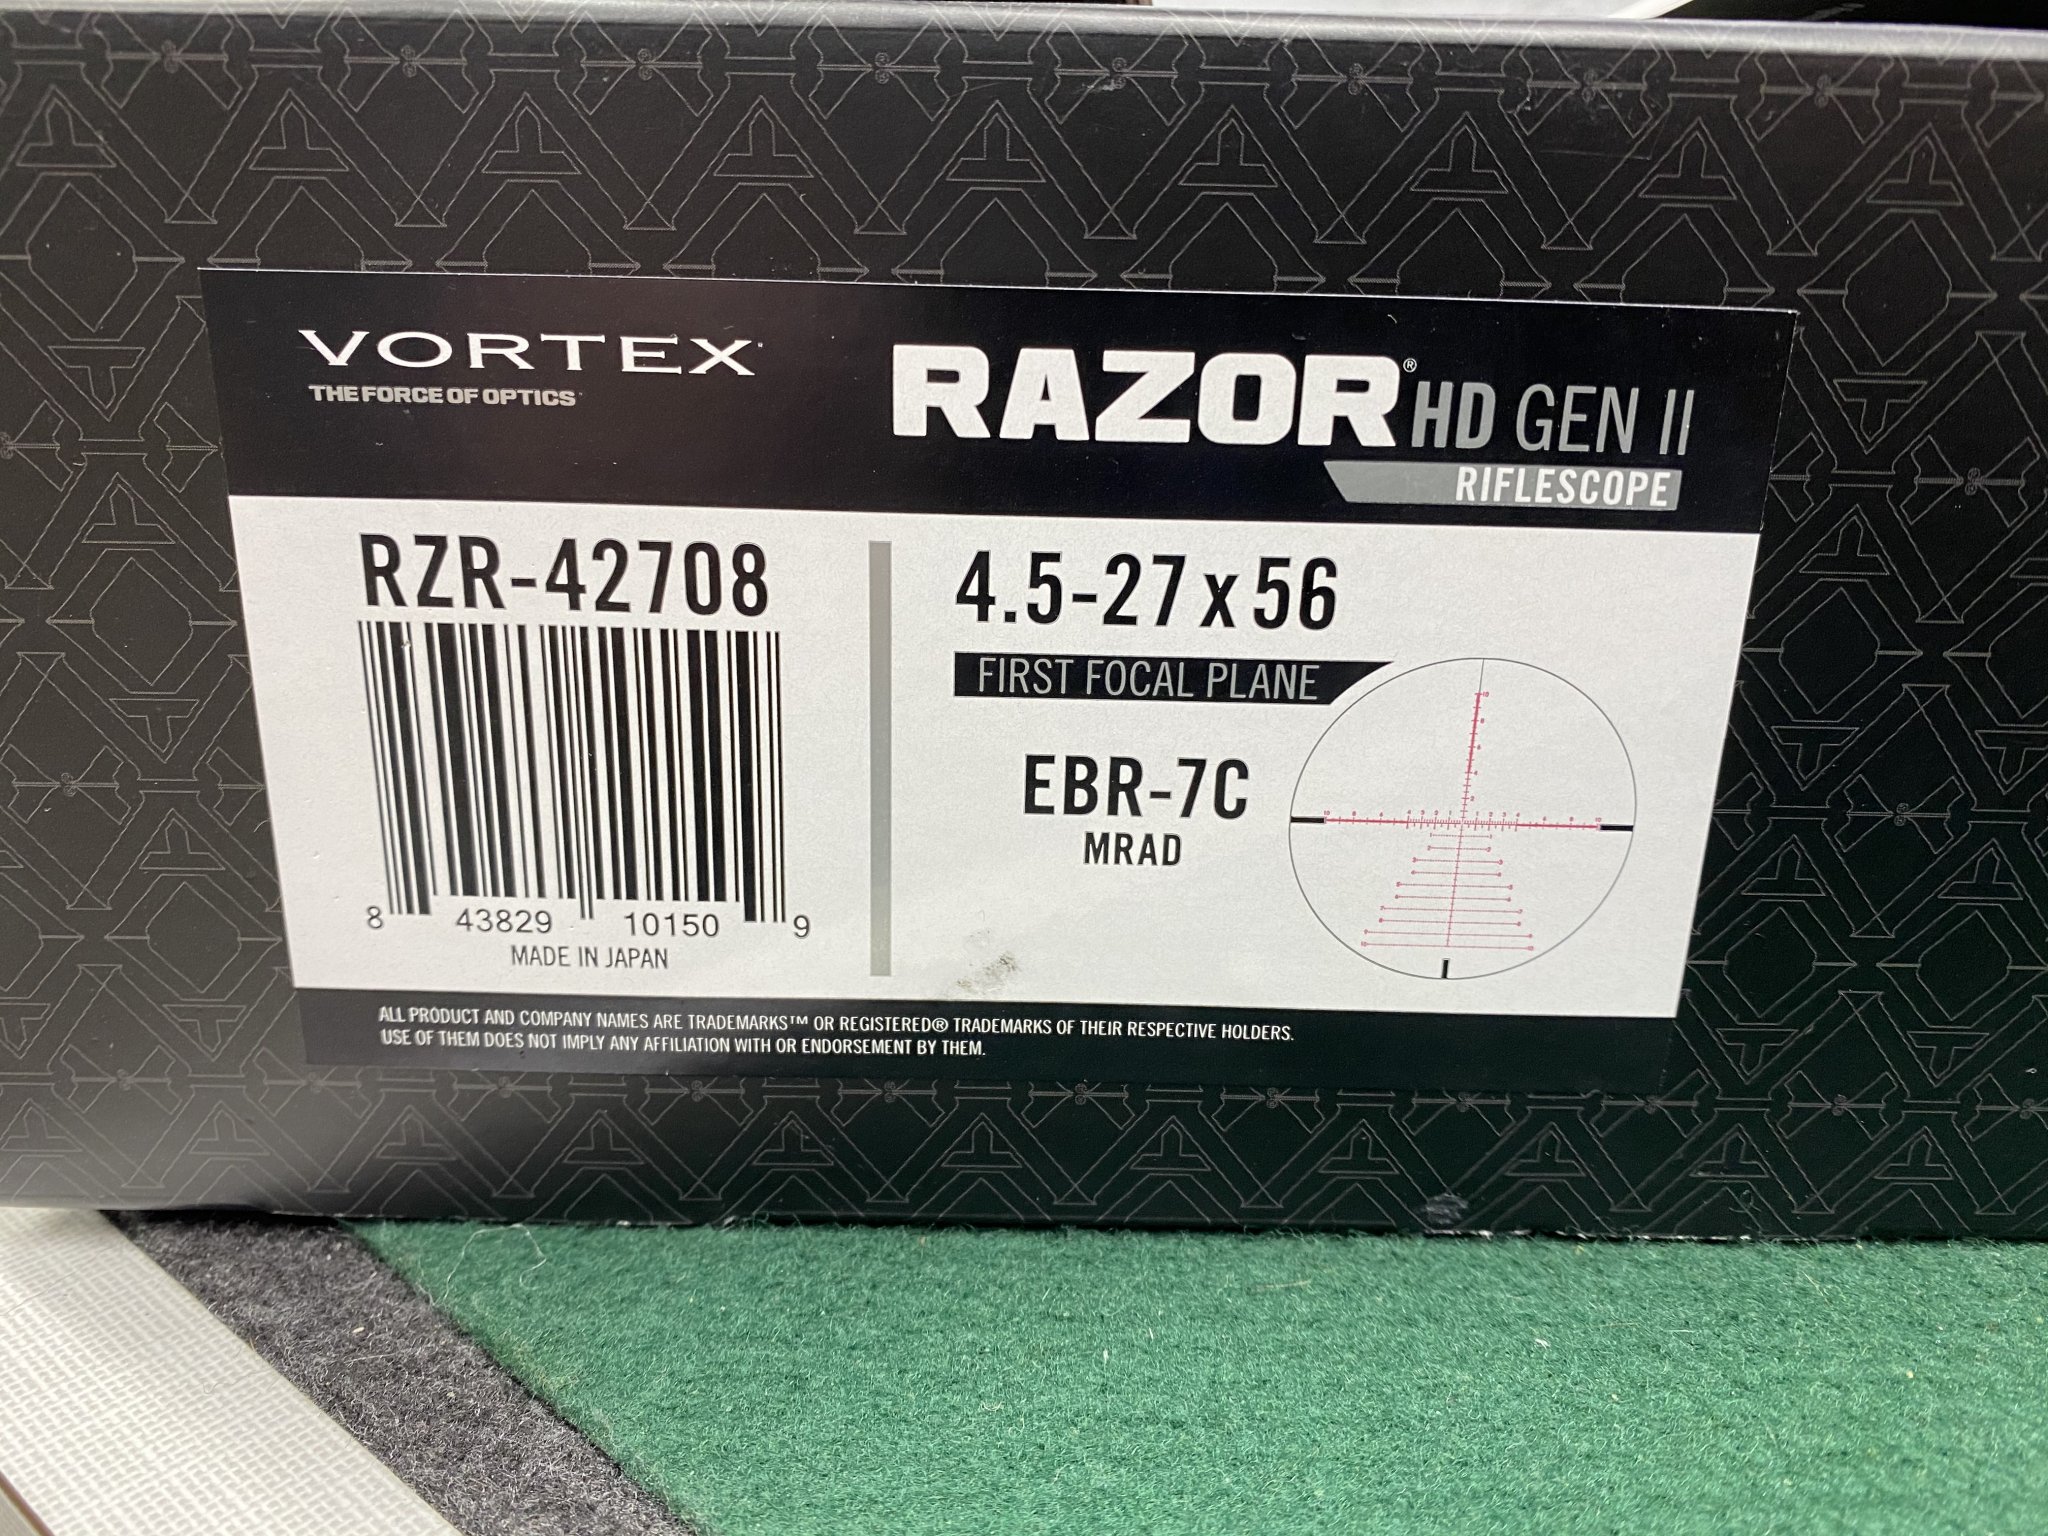 VORTEX
THE FORCE OF OPTICS
RAZOR® HD GEN II
RIFLESCOPE
RZR-42708
8 43829 10150 9
MADE IN JAPAN
4.5-27 x 56
FIRST FOCAL PLANE
EBR-7C
MRAD
ALL PRODUCT AND COMPANY NAMES ARE TRADEMARKS™ OR REGISTERED® TRADEMARKS OF THEIR RESPECTIVE HOLDERS.
USE OF THEM DOES NOT IMPLY ANY AFFILIATION WITH OR ENDORSEMENT BY THEM.